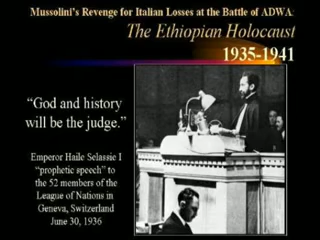 Mussolini's Revenge for Italian Losses at the Battle of ADWA:
The Ethiopian Holocaust
1935-1941
“God and history
will be the judge.”
Emperor Haile Selassie I
“prophetic speech” to
the 52 members of the
League of Nations in
Geneva, Switzerland
June 30, 1936